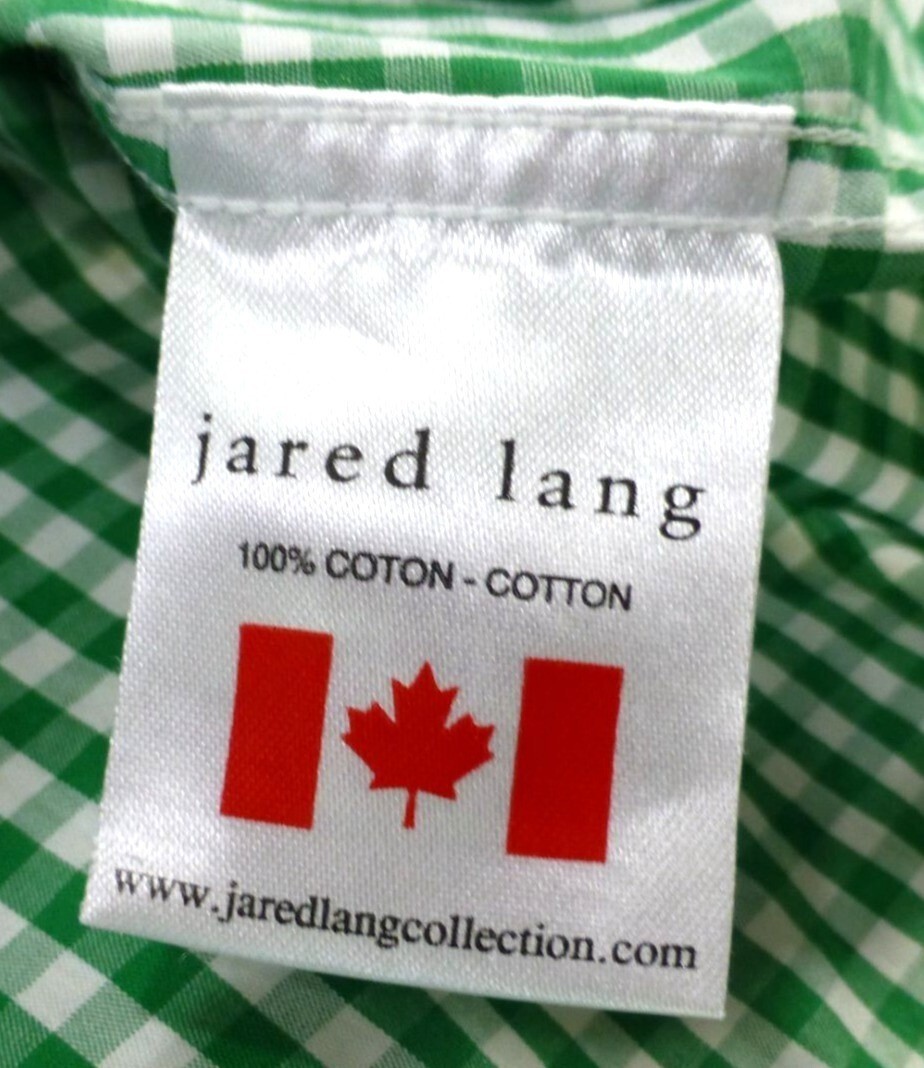 jared lang
100% COTON - COTTON
www.jaredlangcollection.com